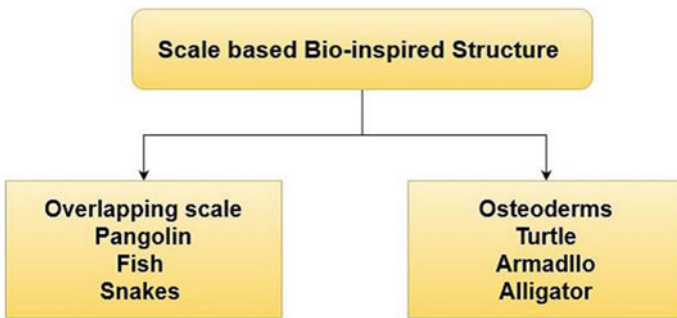 Scale based Bio-inspired Structure
Overlapping scale
Pangolin
Fish
Snakes
Osteoderms
Turtle
Armadllo
Alligator